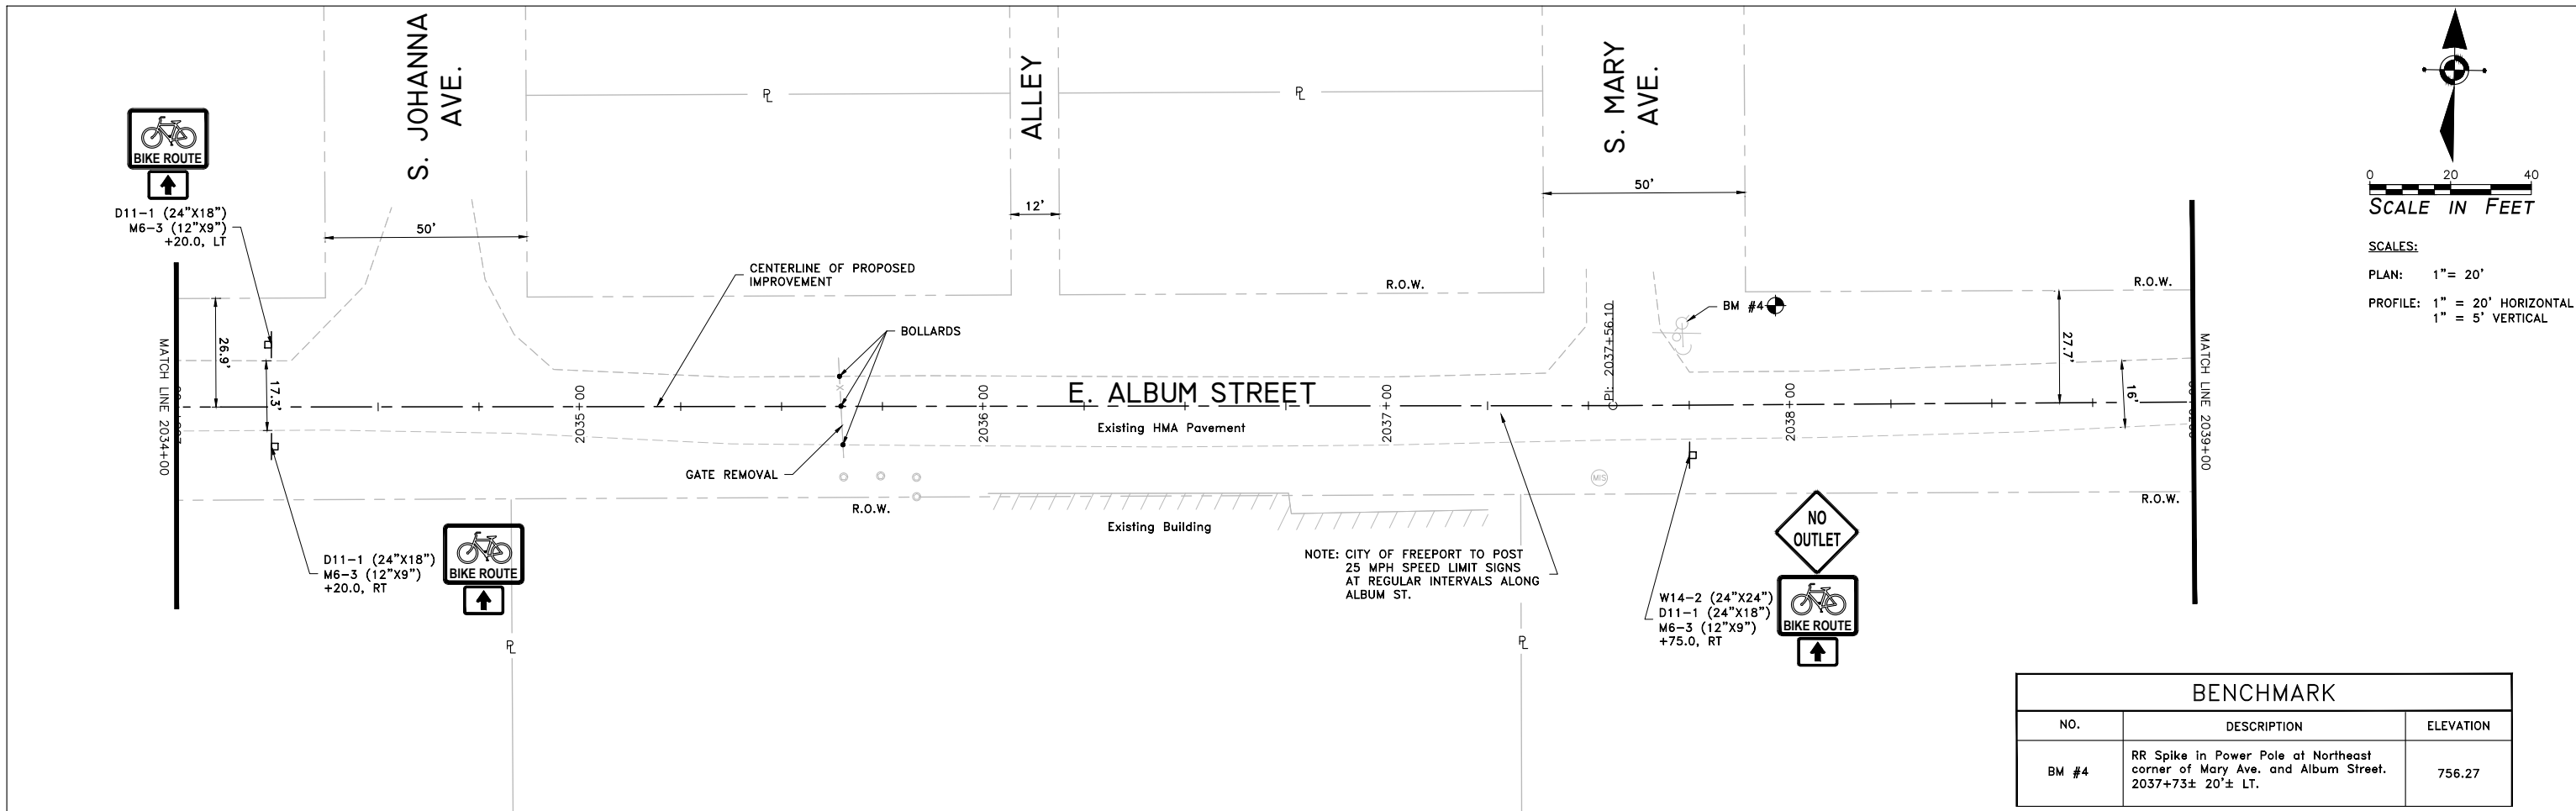 S. JOHANNA
AVE.
ALLEY
S. MARY
AVE.
PL
PL
BIKE ROUTE
D11-1 (24"X18")
M6-3 (12"X9")
+20.0, LT
50'
12'
50'
0 20 40
SCALE IN FEET
SCALES:
PLAN: 1"= 20'
PROFILE: 1" = 20' HORIZONTAL
1" = 5' VERTICAL
CENTERLINE OF PROPOSED
IMPROVEMENT
R.O.W.
R.O.W.
BM #4
BOLLARDS
PI: 2037+56.10
MATCH LINE 2034+00
26.9'
17.3'
27.7'
16'
MATCH LINE 2039+00
2035+00
2036+00
E. ALBUM STREET
2037+00
2038+00
Existing HMA Pavement
GATE REMOVAL
MIS
R.O.W.
R.O.W.
Existing Building
D11-1 (24"X18")
M6-3 (12"X9")
+20.0, RT
BIKE ROUTE
NOTE: CITY OF FREEPORT TO POST
25 MPH SPEED LIMIT SIGNS
AT REGULAR INTERVALS ALONG
ALBUM ST.
NO
OUTLET
W14-2 (24"X24")
D11-1 (24"X18")
M6-3 (12"X9")
+75.0, RT
BIKE ROUTE
PL
PL
BENCHMARK
NO. DESCRIPTION ELEVATION
BM #4
RR Spike in Power Pole at Northeast
corner of Mary Ave. and Album Street.
2037+73± 20'± LT.
756.27